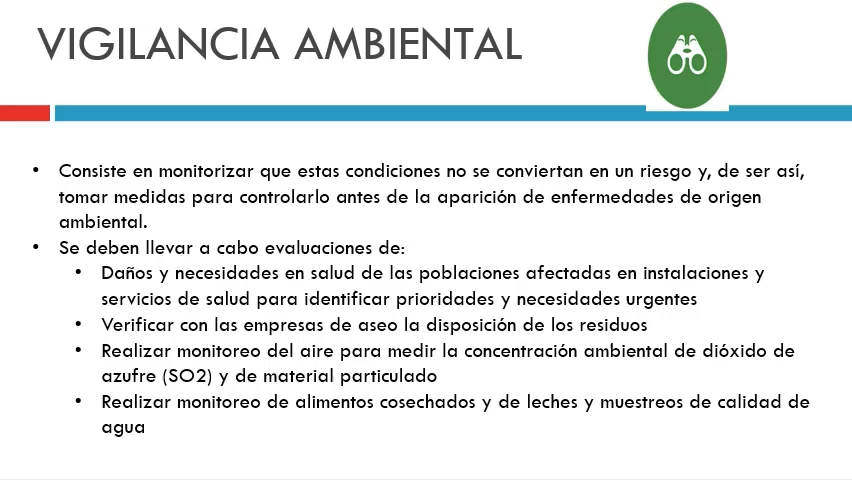 VIGILANCIA AMBIENTAL
• Consiste en monitorizar que estas condiciones no se conviertan en un riesgo y, de ser así,
tomar medidas para controlarlo antes de la aparición de enfermedades de origen
ambiental.
• Se deben llevar a cabo evaluaciones de:
• Daños y necesidades en salud de las poblaciones afectadas en instalaciones y
servicios de salud para identificar prioridades y necesidades urgentes
• Verificar con las empresas de aseo la disposición de los residuos
• Realizar monitoreo del aire para medir la concentración ambiental de dióxido de
azufre (SO2) y de material particulado
• Realizar monitoreo de alimentos cosechados y de leches y muestreos de calidad de
agua